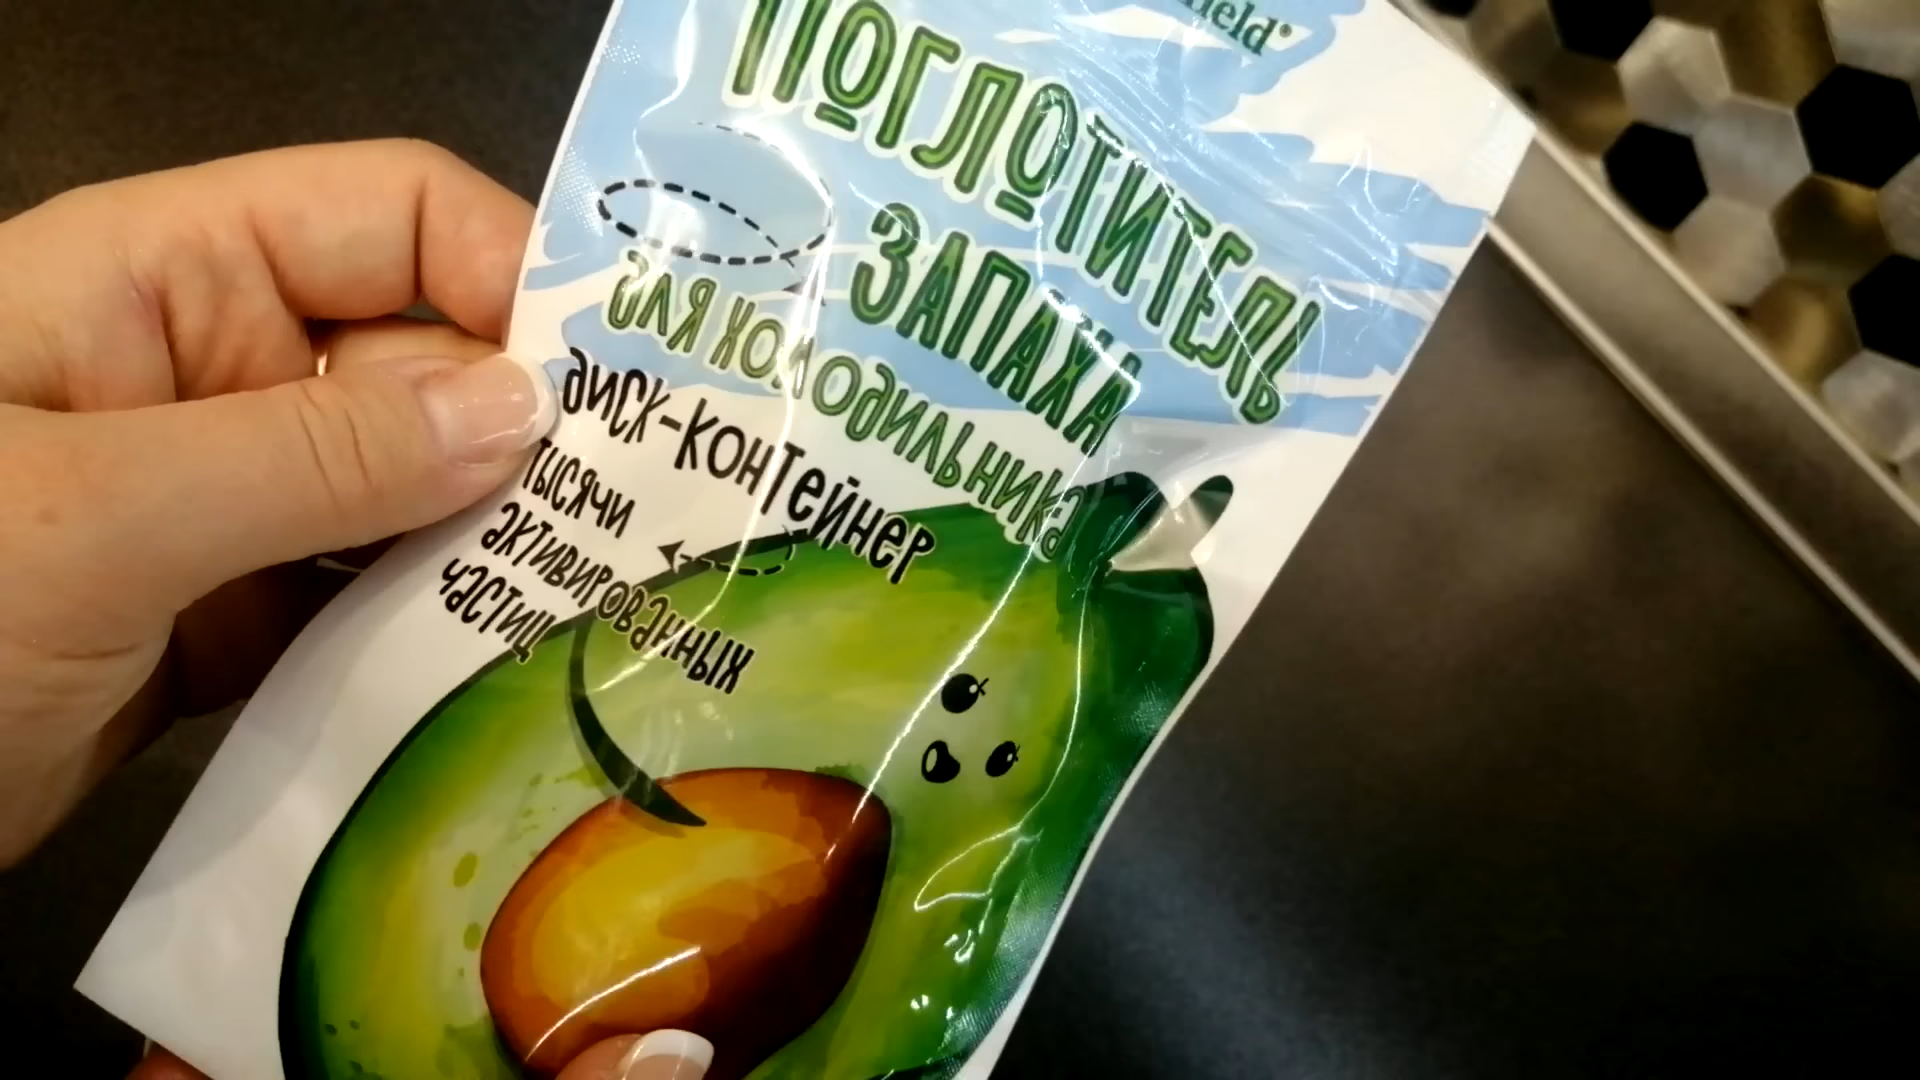 ПОГЛОТИТЕЛЬ
ЗАПАХА
для холодильника
диск-контейнер
тысячи
активированных
частиц